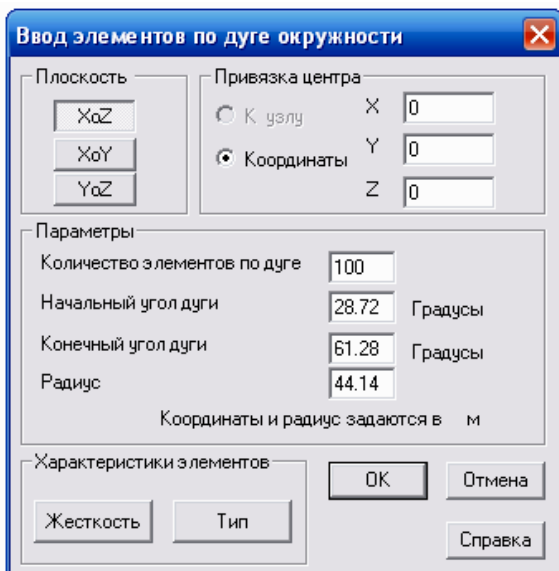 Ввод элементов по дуге окружности
Плоскость
XoZ
XoY
YoZ
Привязка центра
К узлу
Координаты
X 0
Y 0
Z 0
Параметры
Количество элементов по дуге 100
Начальный угол дуги 28.72 Градусы
Конечный угол дуги 61.28 Градусы
Радиус 44.14
Координаты и радиус задаются в м
Характеристики элементов
Жесткость Тип
OK Отмена
Справка